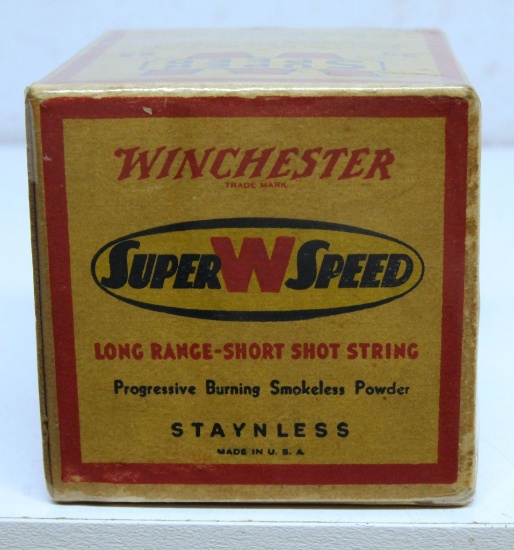 WINCHESTER
TRADE MARK
SUPER W SPEED
LONG RANGE-SHORT SHOT STRING
Progressive Burning Smokeless Powder
STAYNLESS
MADE IN U.S.A.